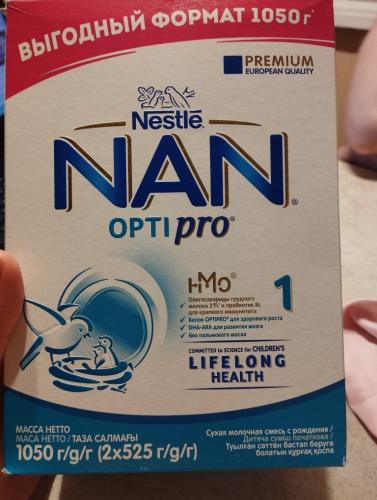 ВЫГОДНЫЙ ФОРМАТ 1050 г
PREMIUM
EUROPEAN QUALITY
Nestlé
NAN®
OPTIpro®
HMO®
Олигосахариды грудного
молока 2'FL и пробиотик BL
для крепкого иммунитета
✓ белок OPTIPRO® для здорового роста
✓ DHA-ARA для развития мозга
✓ Без пальмового масла
1
COMMITTED to SCIENCE for CHILDREN'S
LIFELONG
HEALTH
МАССА НЕТТО
МАСА НЕТТО / ТАЗА САЛМАҒЫ
1050 г/g/г (2x525 г/g/г)
Сухая молочная смесь с рождения /
Дитяча суміш початкова /
Туылған сәттен бастап беруге
болатын құрғақ қоспа